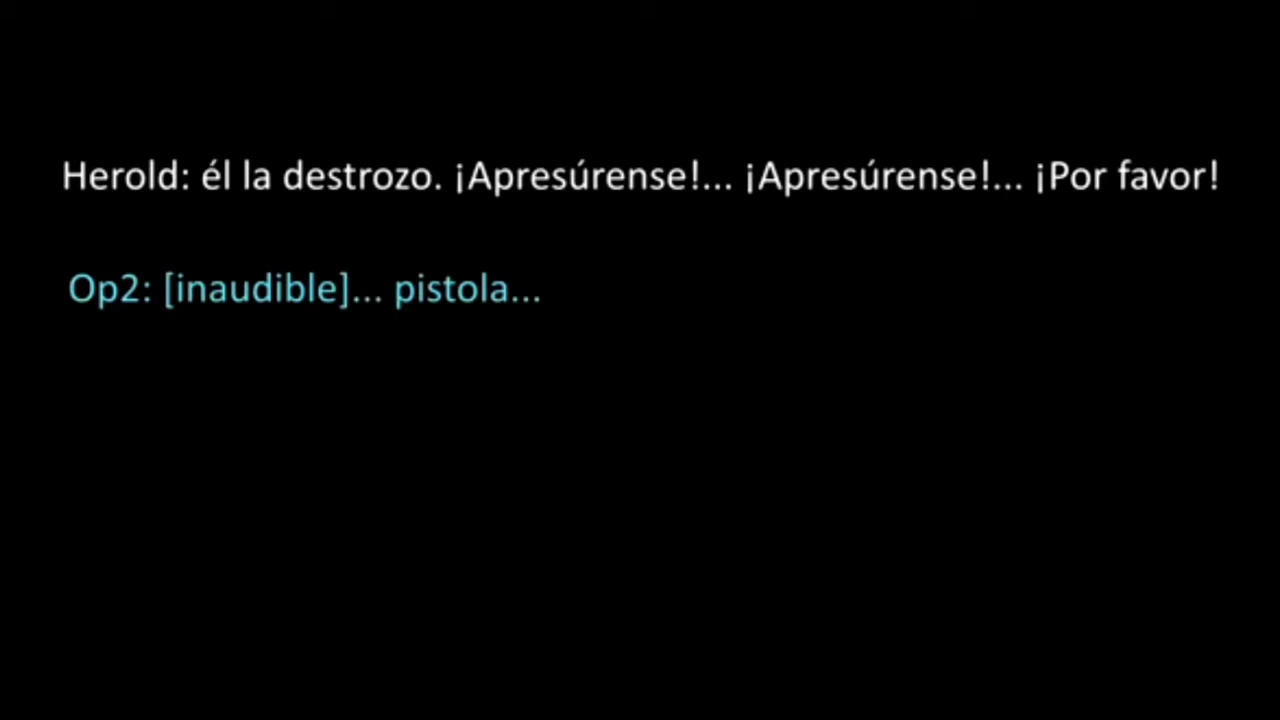 Herold: él la destrozo. ¡Apresúrense!... ¡Apresúrense!... ¡Por favor!
Op2: [inaudible]... pistola...